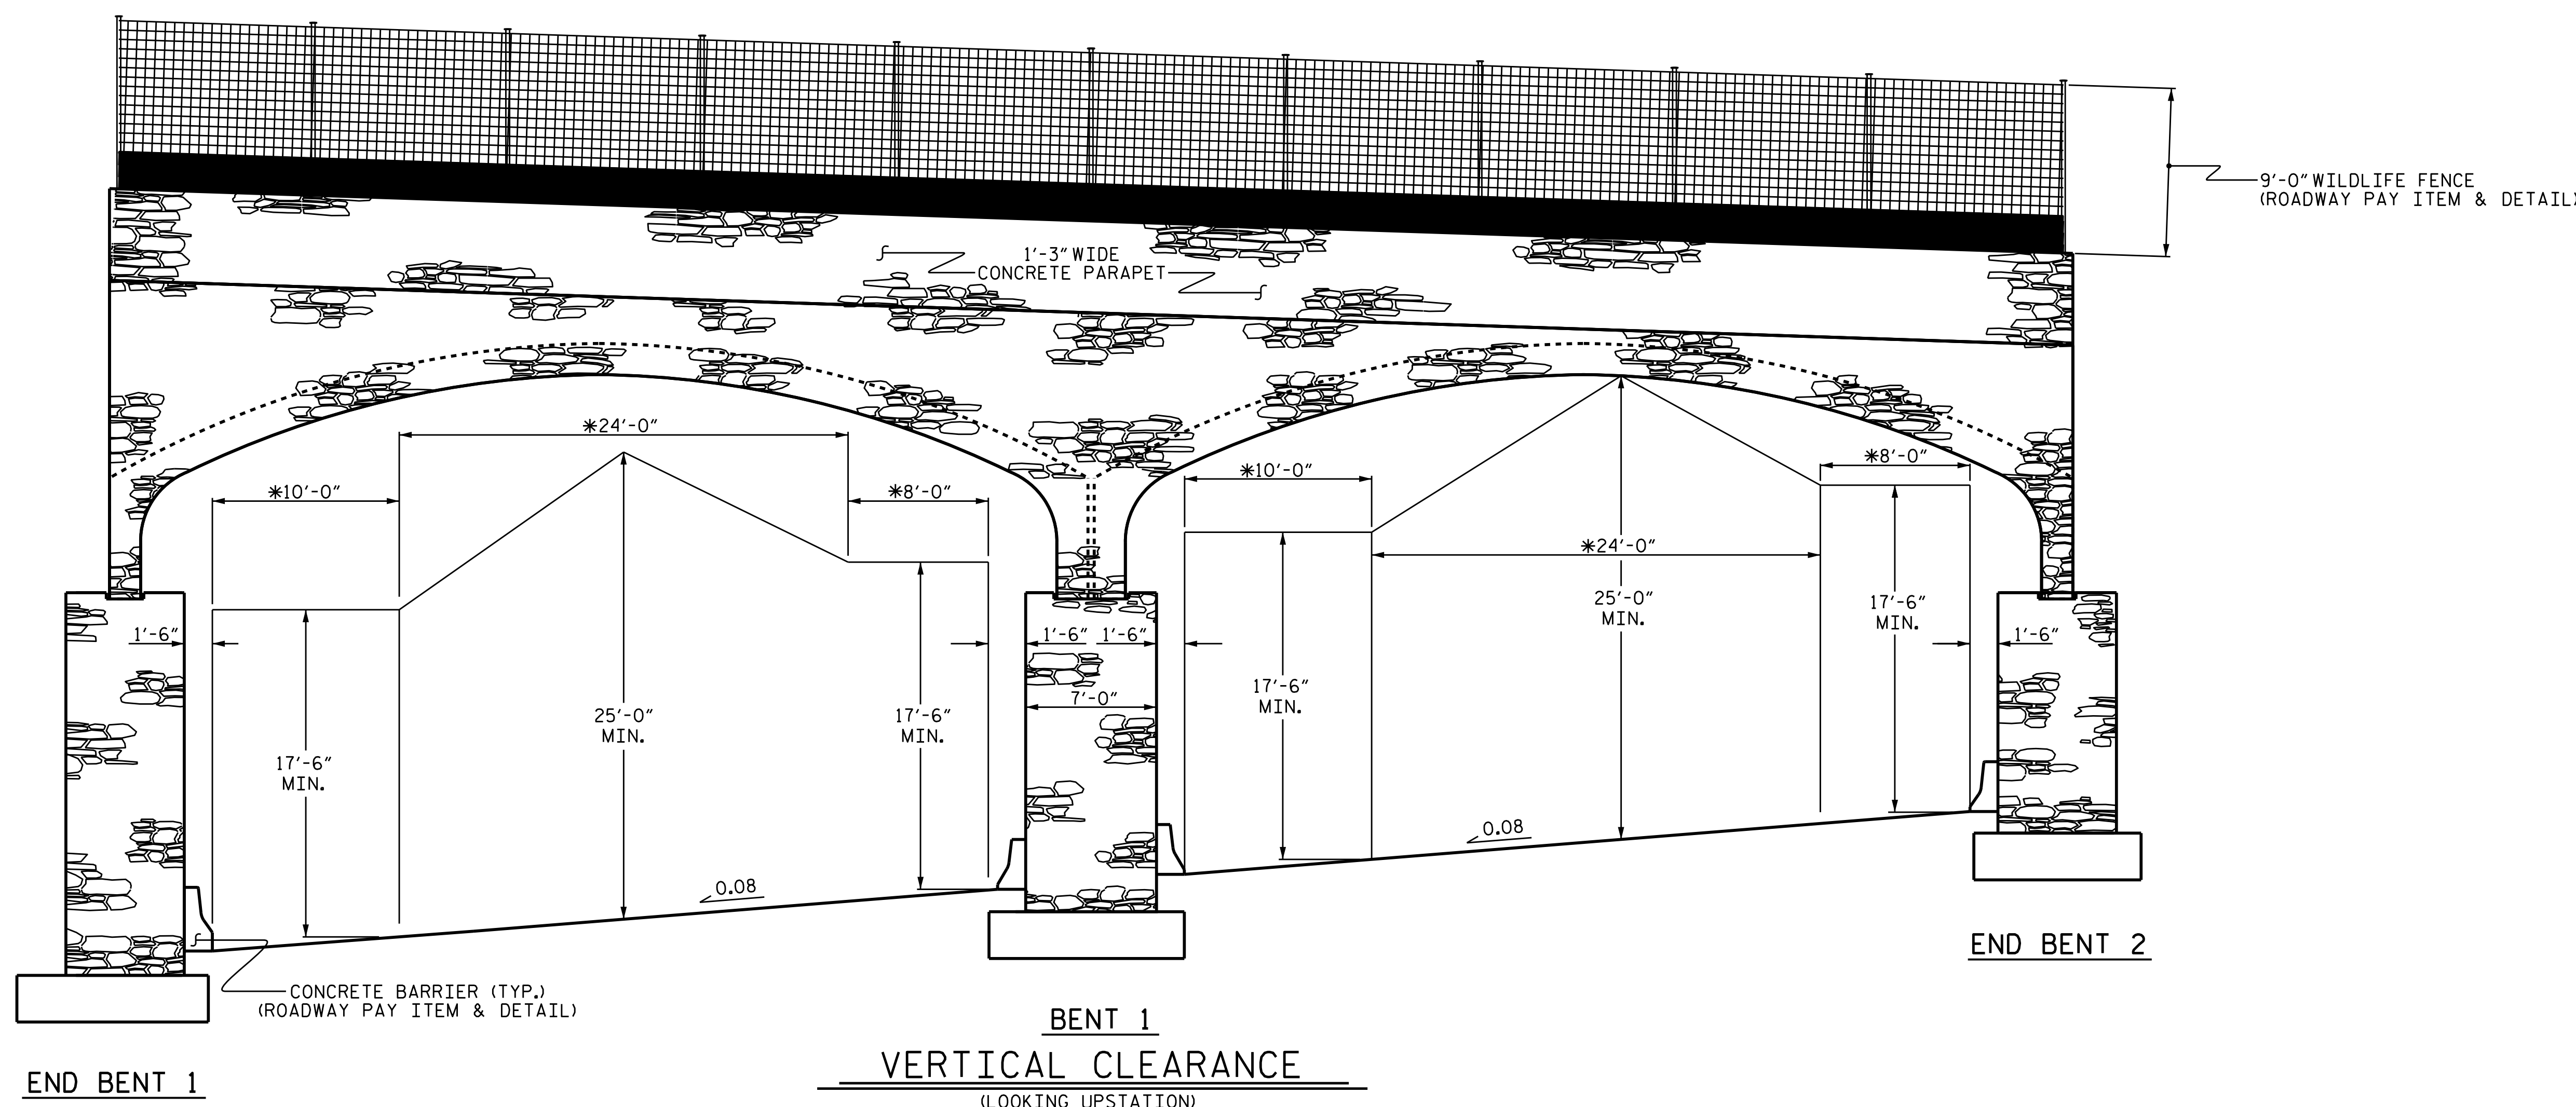 9'-0" WILDLIFE FENCE
(ROADWAY PAY ITEM & DETAIL)
1'-3" WIDE
CONCRETE PARAPET
*24'-0"
*10'-0"
*8'-0"
*10'-0"
*8'-0"
*24'-0"
25'-0"
MIN.
17'-6"
MIN.
1'-6"
1'-6"
1'-6"
1'-6"
17'-6"
MIN.
7'-0"
25'-0"
MIN.
17'-6"
MIN.
17'-6"
MIN.
0.08
0.08
END BENT 2
CONCRETE BARRIER (TYP.)
(ROADWAY PAY ITEM & DETAIL)
BENT 1
VERTICAL CLEARANCE
END BENT 1
(LOOKING UPSTATION)